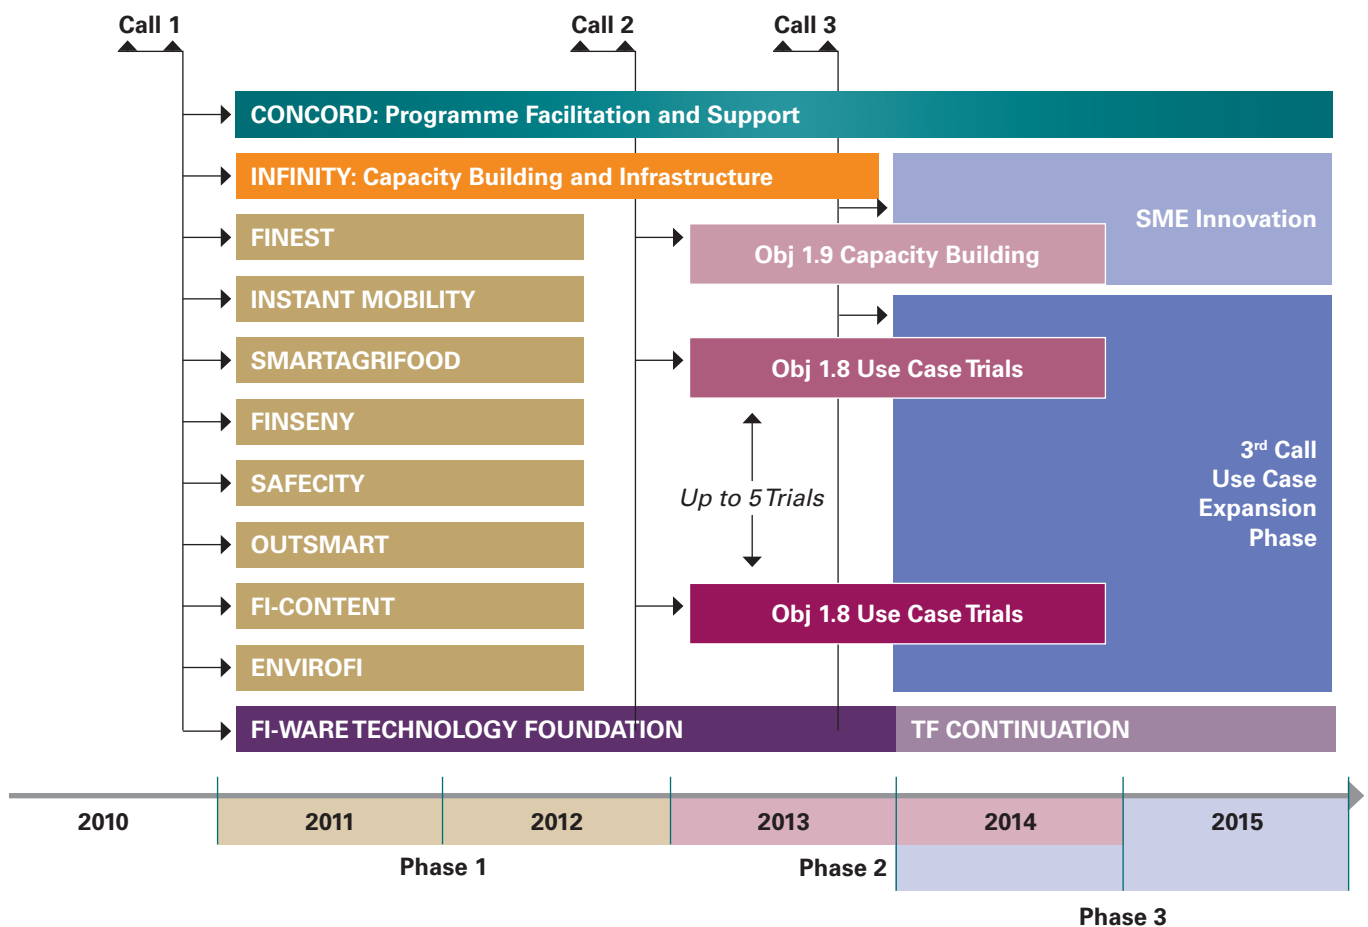 Call 1
Call 2
Call 3
CONCORD: Programme Facilitation and Support
INFINITY: Capacity Building and Infrastructure
SME Innovation
FINEST
Obj 1.9 Capacity Building
INSTANT MOBILITY
SMARTAGRIFOOD
Obj 1.8 Use Case Trials
FINSENY
3rd Call
Use Case
Expansion
Phase
SAFECITY
Up to 5 Trials
OUTSMART
FI-CONTENT
Obj 1.8 Use Case Trials
ENVIROFI
FI-WARE TECHNOLOGY FOUNDATION
TF CONTINUATION
2010
2011
2012
2013
2014
2015
Phase 1
Phase 2
Phase 3